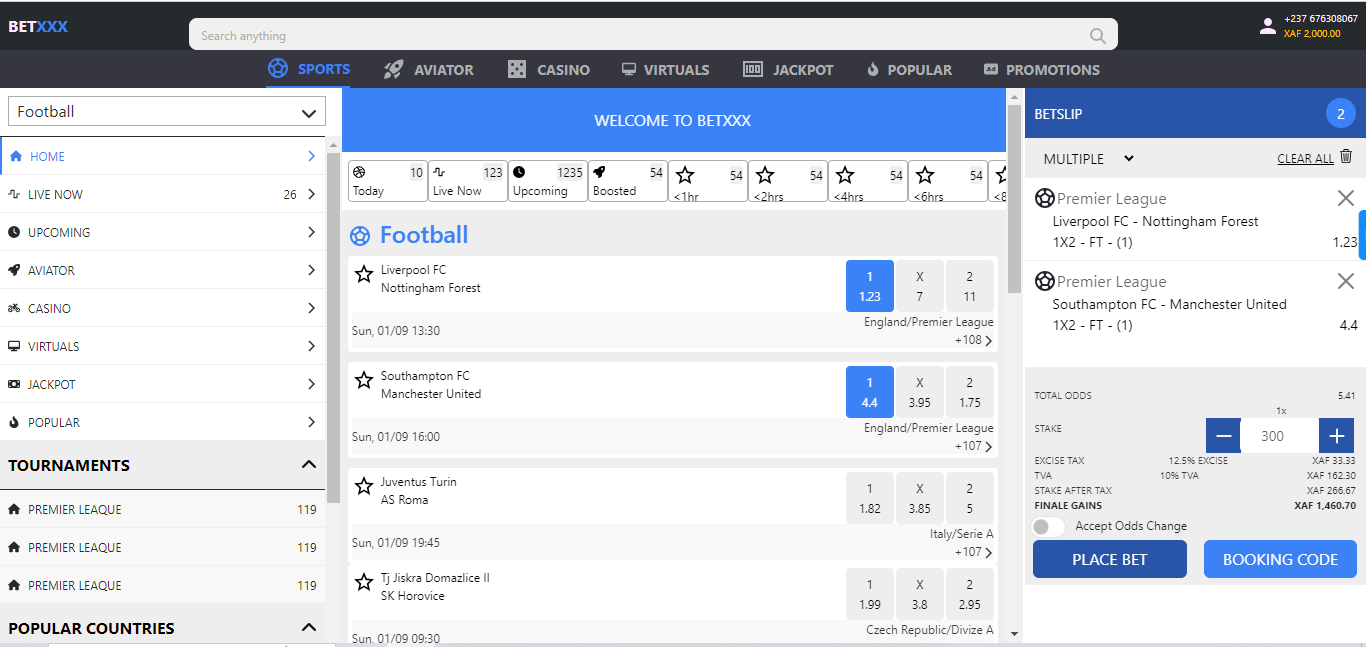 BETXXX
Search anything
+237 676308067
XAF 2,000.00
SPORTS
AVIATOR
CASINO
VIRTUALS
JACKPOT
POPULAR
Ad
PROMOTIONS
Football
HOME
LIVE NOW 26
UPCOMING
AVIATOR
CASINO
VIRTUALS
JACKPOT
POPULAR
TOURNAMENTS
PREMIER LEAQUE 119
PREMIER LEAQUE 119
PREMIER LEAQUE 119
POPULAR COUNTRIES
WELCOME TO BETXXX
10
Today
123
Live Now
1235
Upcoming
54
Boosted
54
<1hr
54
<2hrs
54
<4hrs
54
<6hrs
<8
Football
Liverpool FC
Nottingham Forest
1 X 2
1.23 7 11
Sun, 01/09 13:30
England/Premier League
+108
Southampton FC
Manchester United
1 X 2
4.4 3.95 1.75
Sun, 01/09 16:00
England/Premier League
+107
Juventus Turin
AS Roma
1 X 2
1.82 3.85 5
Sun, 01/09 19:45
Italy/Serie A
+107
Tj Jiskra Domazlice II
SK Horovice
1 X 2
1.99 3.8 2.95
Sun, 01/09 09:30
Czech Republic/Divize A
BETSLIP 2
MULTIPLE
CLEAR ALL
Premier League
Liverpool FC - Nottingham Forest
1X2 - FT - (1) 1.23
Premier League
Southampton FC - Manchester United
1X2 - FT - (1) 4.4
TOTAL ODDS 5.41
1x
STAKE 300
EXCISE TAX 12.5% EXCISE XAF 33.33
TVA 10% TVA XAF 162.30
STAKE AFTER TAX XAF 266.67
FINALE GAINS XAF 1,460.70
Accept Odds Change
PLACE BET
BOOKING CODE